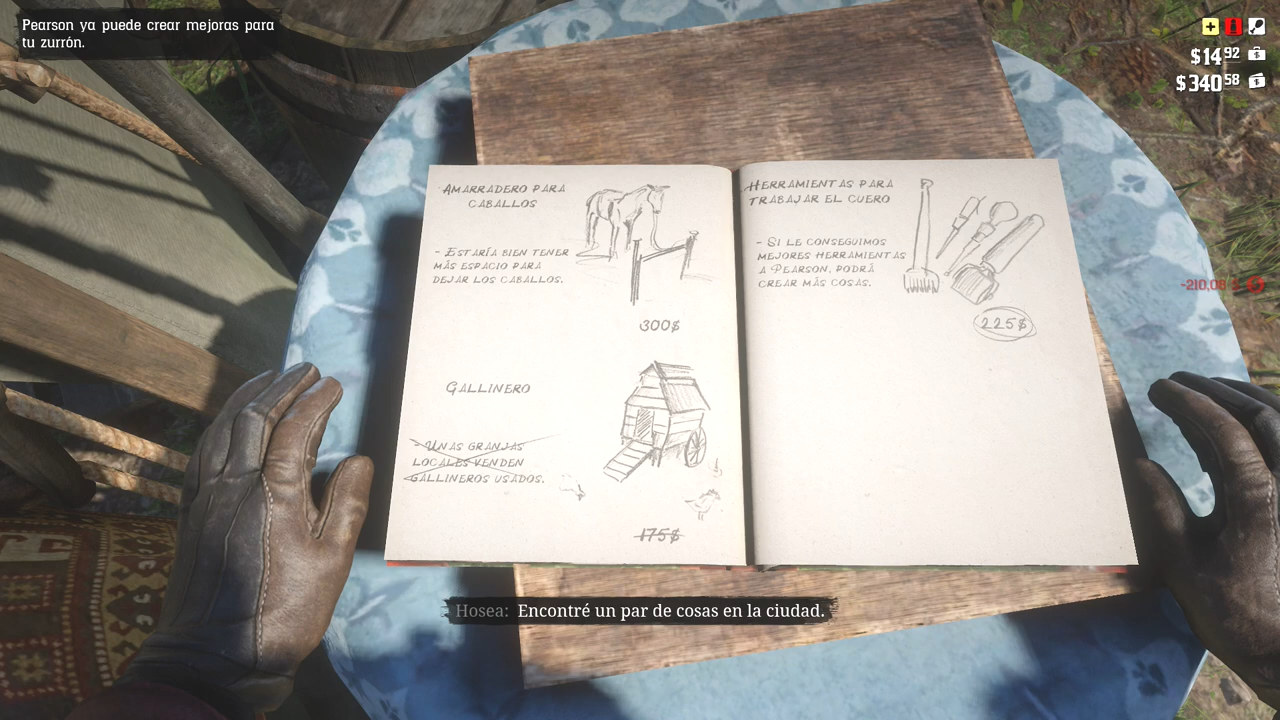 Pearson ya puede crear mejoras para
tu zurrón.
$14 92
$340 58
AMARRADERO PARA
CABALLOS
- ESTARÍA BIEN TENER
MÁS ESPACIO PARA
DEJAR LOS CABALLOS.
300$
GALLINERO
- UNAS GRANJAS
LOCALES VENDEN
GALLINEROS USADOS.
175$
HERRAMIENTAS PARA
TRABAJAR EL CUERO
- SI LE CONSEGUIMOS
MEJORES HERRAMIENTAS
A PEARSON, PODRÁ
CREAR MÁS COSAS.
225$
-210,08 $
Hosea: Encontré un par de cosas en la ciudad.